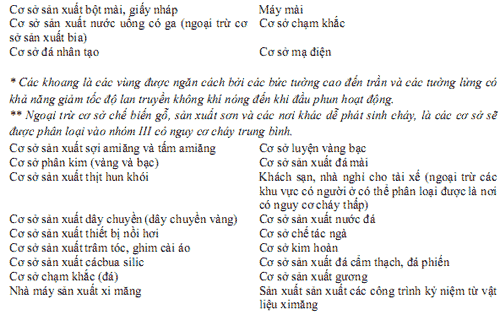 Cơ sở sản xuất bột mài, giấy nháp Máy mài
Cơ sở sản xuất nước uống có ga (ngoại trừ cơ Cơ sở chạm khắc
sở sản xuất bia)
Cơ sở đá nhân tạo Cơ sở mạ điện
* Các khoang là các vùng được ngăn cách bởi các bức tường cao đến trần và các tường lửng có
khả năng giảm tốc độ lan truyền không khí nóng đến khi đầu phun hoạt động.
** Ngoại trừ cơ sở chế biến gỗ, sản xuất sơn và các nơi khác dễ phát sinh cháy, là các cơ sở sẽ
được phân loại vào nhóm III có nguy cơ cháy trung bình.
Cơ sở sản xuất sợi amiăng và tấm amiăng Cơ sở luyện vàng bạc
Cơ sở phân kim (vàng và bạc) Cơ sở sản xuất đá mài
Cơ sở sản xuất thịt hun khói Khách sạn, nhà nghỉ cho tài xế (ngoại trừ các
khu vực có người ở có thể phân loại được là nơi
có nguy cơ cháy thấp)
Cơ sở sản xuất dây chuyền (dây chuyền vàng) Cơ sở sản xuất nước đá
Cơ sở sản xuất thiết bị nồi hơi Cơ sở chế tác ngà
Cơ sở sản xuất trâm tóc, ghim cài áo Cơ sở kim hoàn
Cơ sở sản xuất cácbua silic Cơ sở sản xuất đá cẩm thạch, đá phiến
Cơ sở chạm khắc (đá) Cơ sở sản xuất gương
Nhà máy sản xuất xi măng Sản xuất sản xuất các công trình kỷ niệm từ vật
liệu ximăng